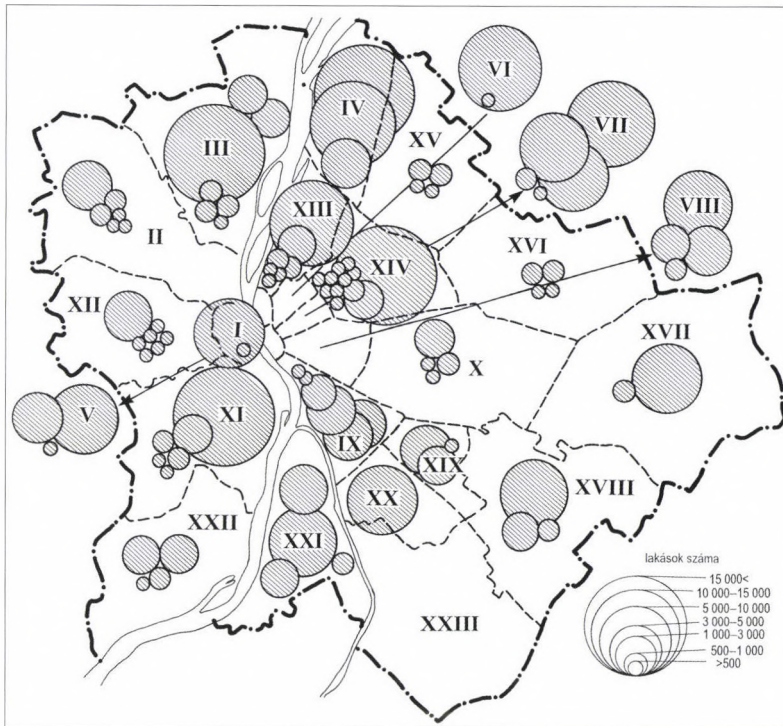 VI
IV
VII
III
XV
VIII
XIII
II
XVI
XIV
XII
I
XVII
X
V
XI
IX
XIX
XVIII
XX
XXII
XXI
XXIII
lakások száma
15 000<
10 000–15 000
5 000–10 000
3 000–5 000
1 000–3 000
500–1 000
>500